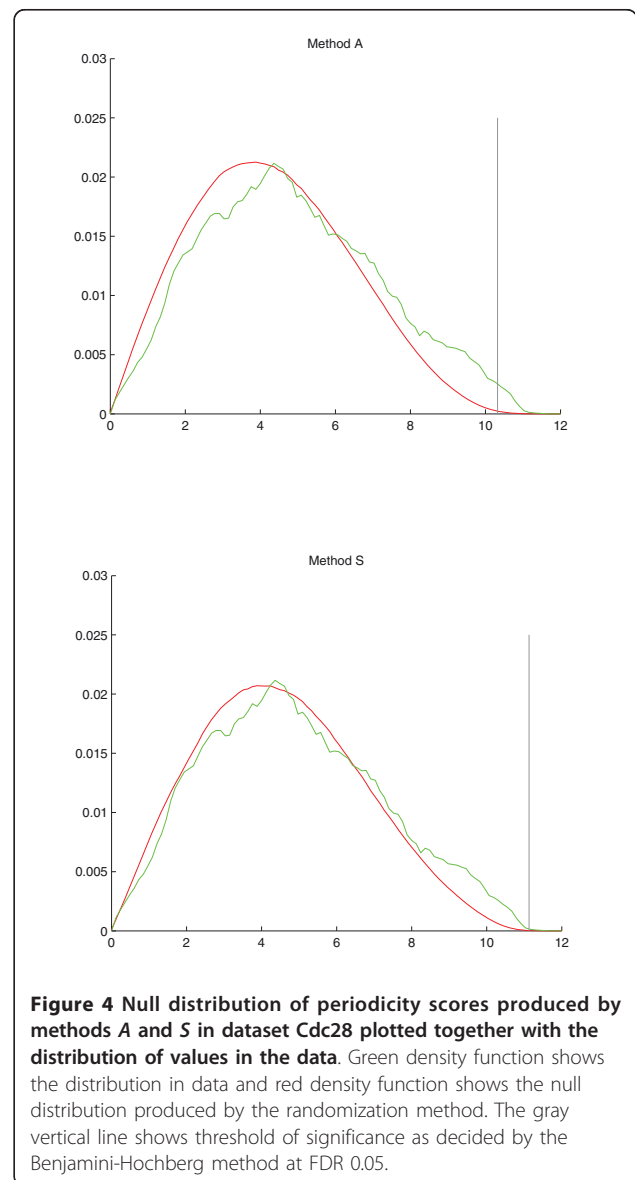 Method A
0.03
0.025
0.02
0.015
0.01
0.005
0
0 2 4 6 8 10 12
Method S
0.03
0.025
0.02
0.015
0.01
0.005
0
0 2 4 6 8 10 12
Figure 4 Null distribution of periodicity scores produced by
methods A and S in dataset Cdc28 plotted together with the
distribution of values in the data. Green density function shows
the distribution in data and red density function shows the null
distribution produced by the randomization method. The gray
vertical line shows threshold of significance as decided by the
Benjamini-Hochberg method at FDR 0.05.